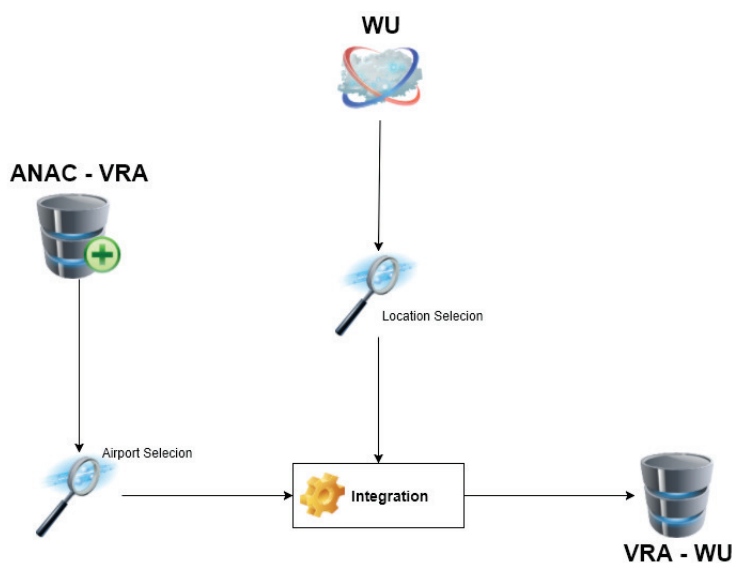 WU
ANAC - VRA
Location Selecion
Airport Selecion
Integration
VRA - WU